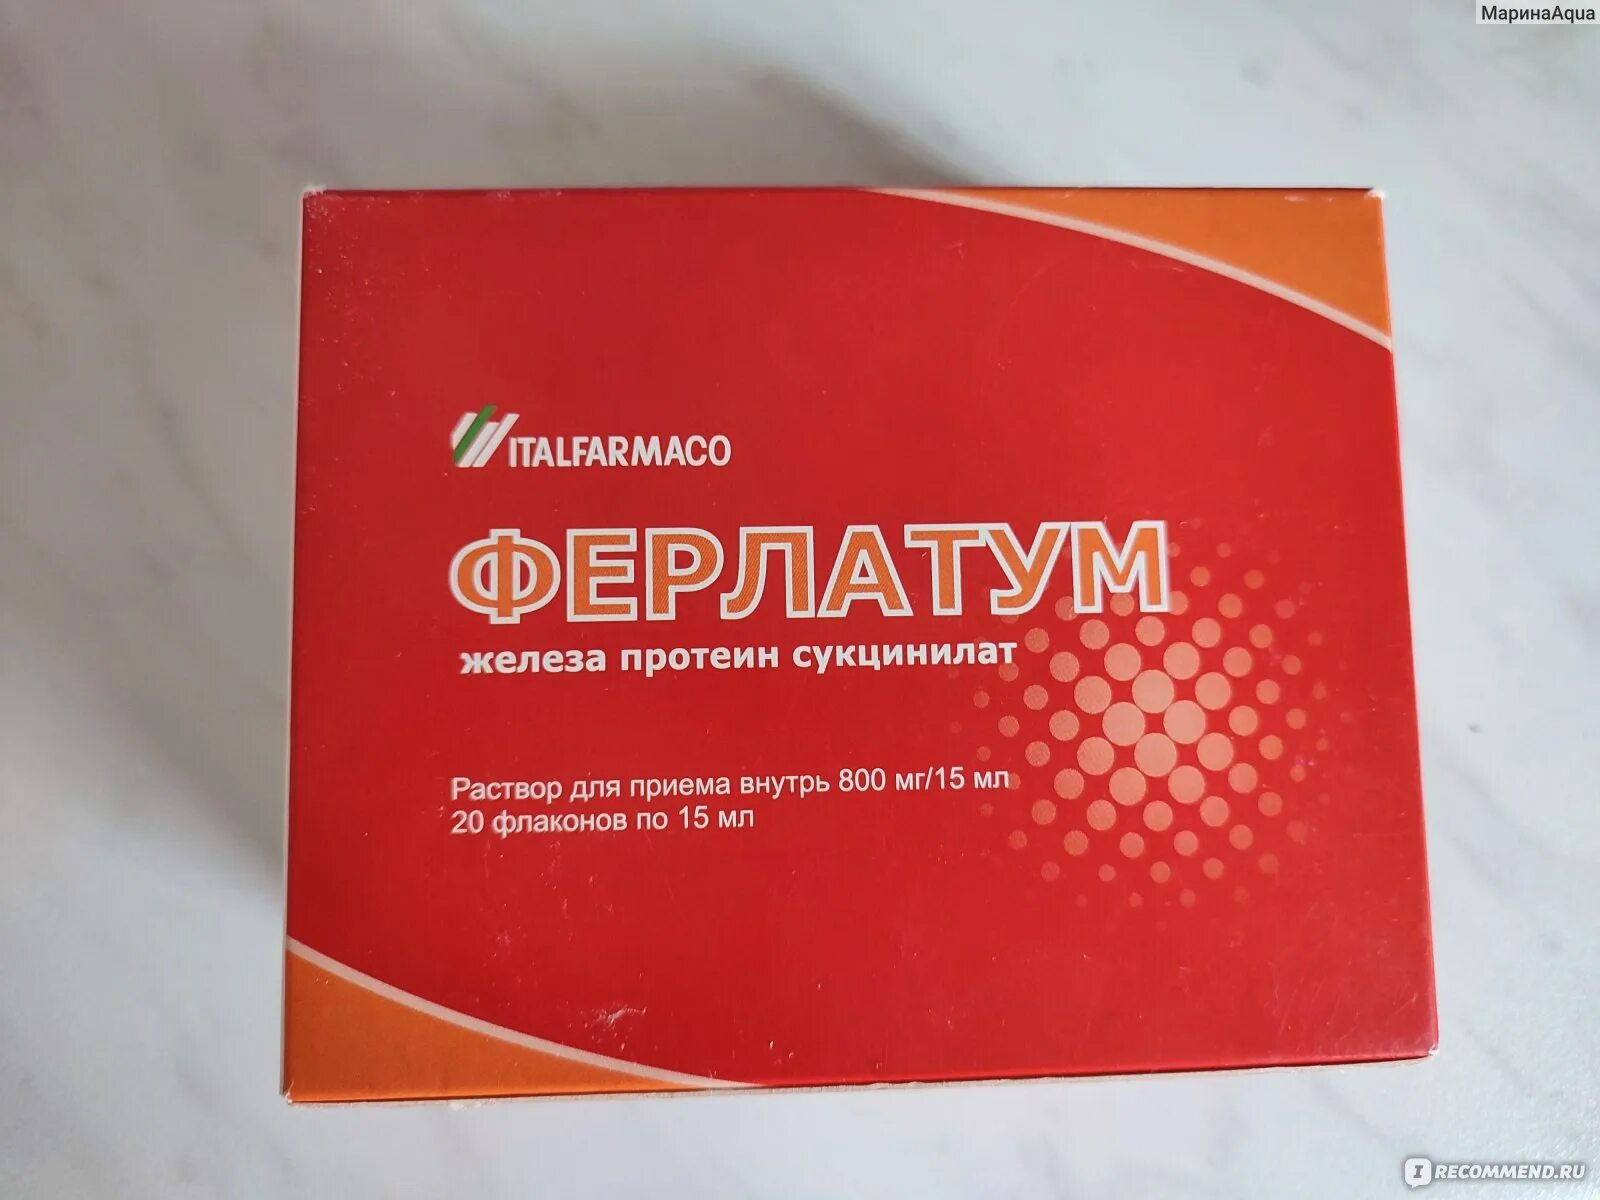 МаринаAqua
ITALFARMACO
ФЕРЛАТУМ
железа протеин сукцинилат
Раствор для приема внутрь 800 мг/15 мл
20 флаконов по 15 мл
IRECOMMEND.RU